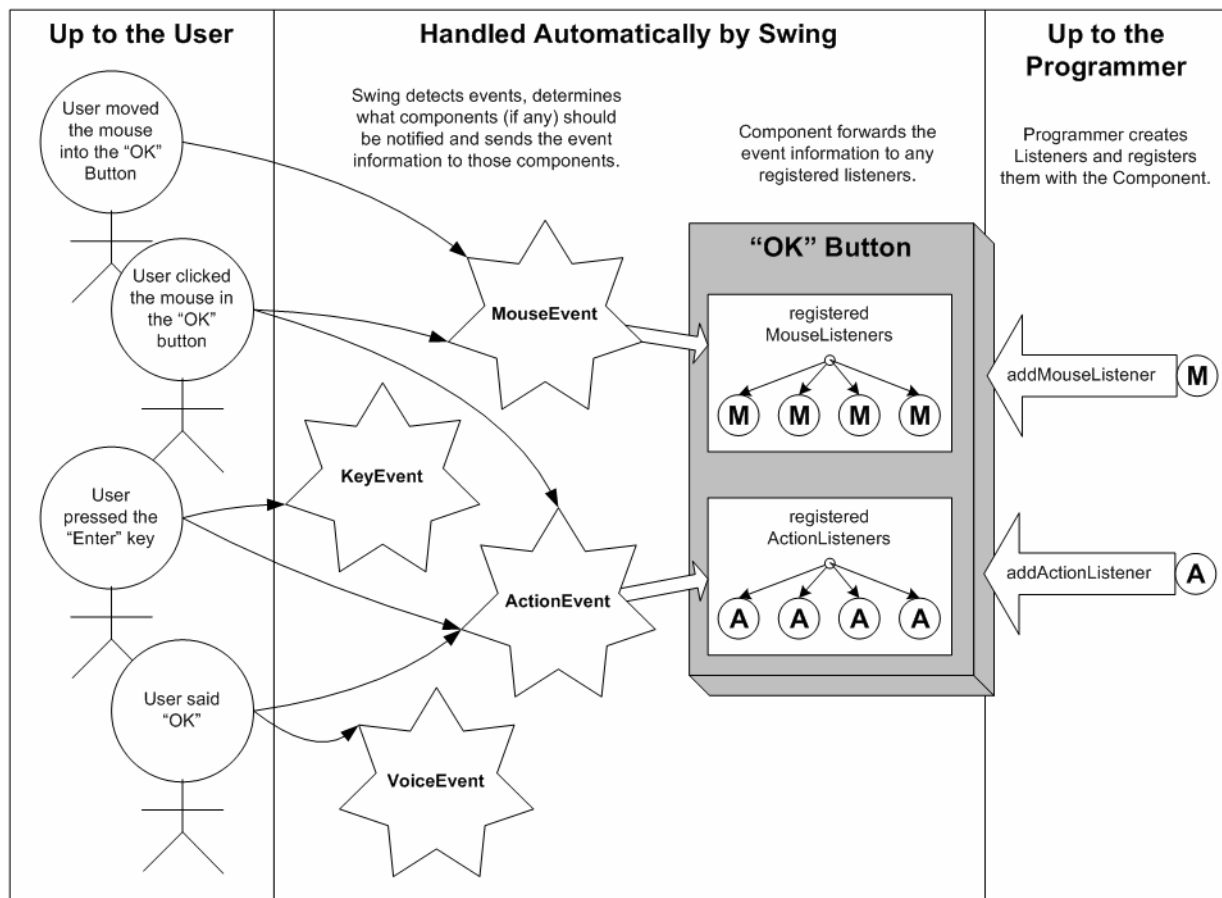 Up to the User
User moved
the mouse
into the “OK”
Button
User clicked
the mouse in
the “OK”
button
User
pressed the
“Enter” key
User said
“OK”
Handled Automatically by Swing
Swing detects events, determines
what components (if any) should
be notified and sends the event
information to those components.
Component forwards the
event information to any
registered listeners.
MouseEvent
KeyEvent
ActionEvent
VoiceEvent
“OK” Button
registered
MouseListeners
M M M M
registered
ActionListeners
A A A A
Up to the
Programmer
Programmer creates
Listeners and registers
them with the Component.
addMouseListener M
addActionListener A